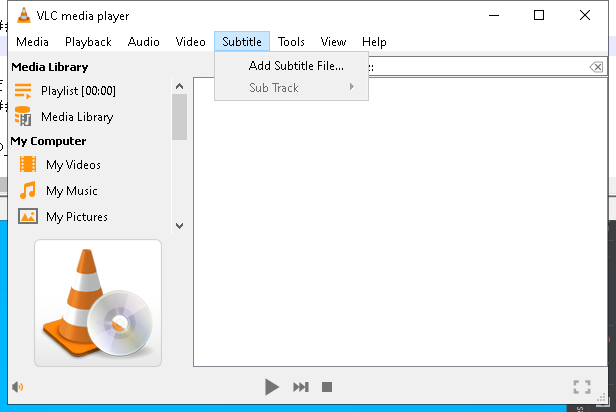 VLC media player
Media Playback Audio Video Subtitle Tools View Help
Media Library
Add Subtitle File...
Playlist [00:00]
Sub Track
Media Library
My Computer
My Videos
My Music
My Pictures